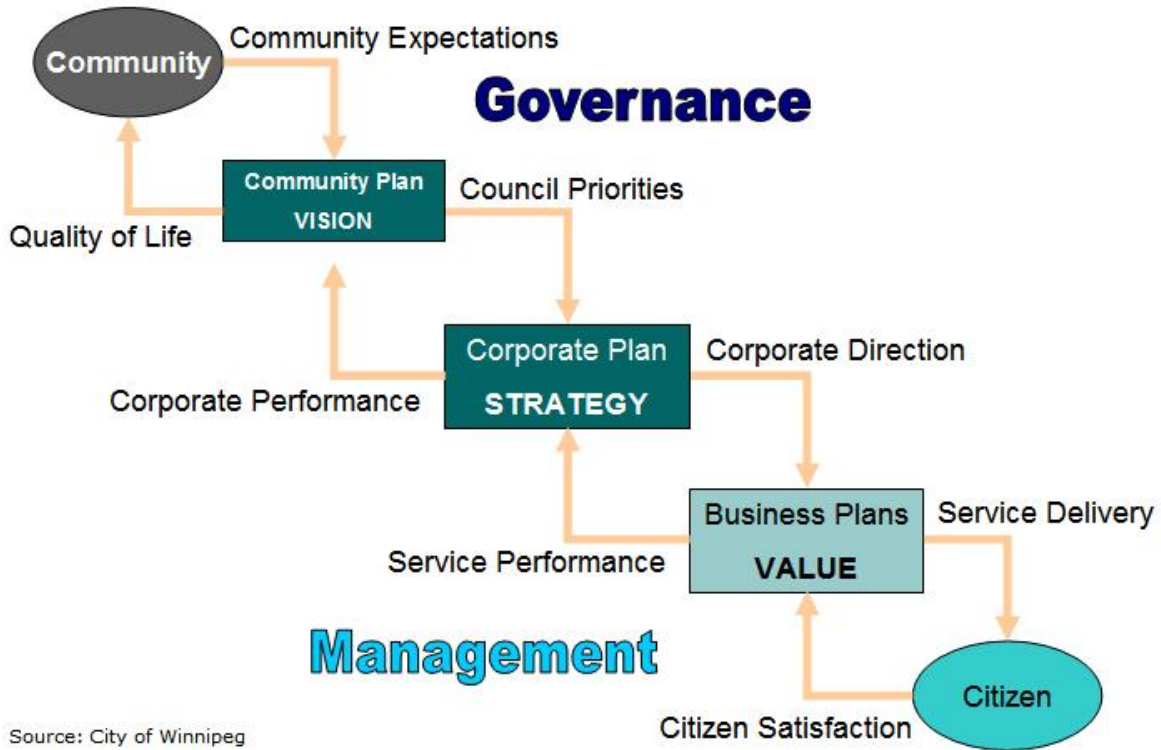 Community Expectations
Community
Governance
Community Plan
VISION
Council Priorities
Quality of Life
Corporate Plan
STRATEGY
Corporate Direction
Corporate Performance
Business Plans
VALUE
Service Delivery
Service Performance
Management
Citizen
Citizen Satisfaction
Source: City of Winnipeg